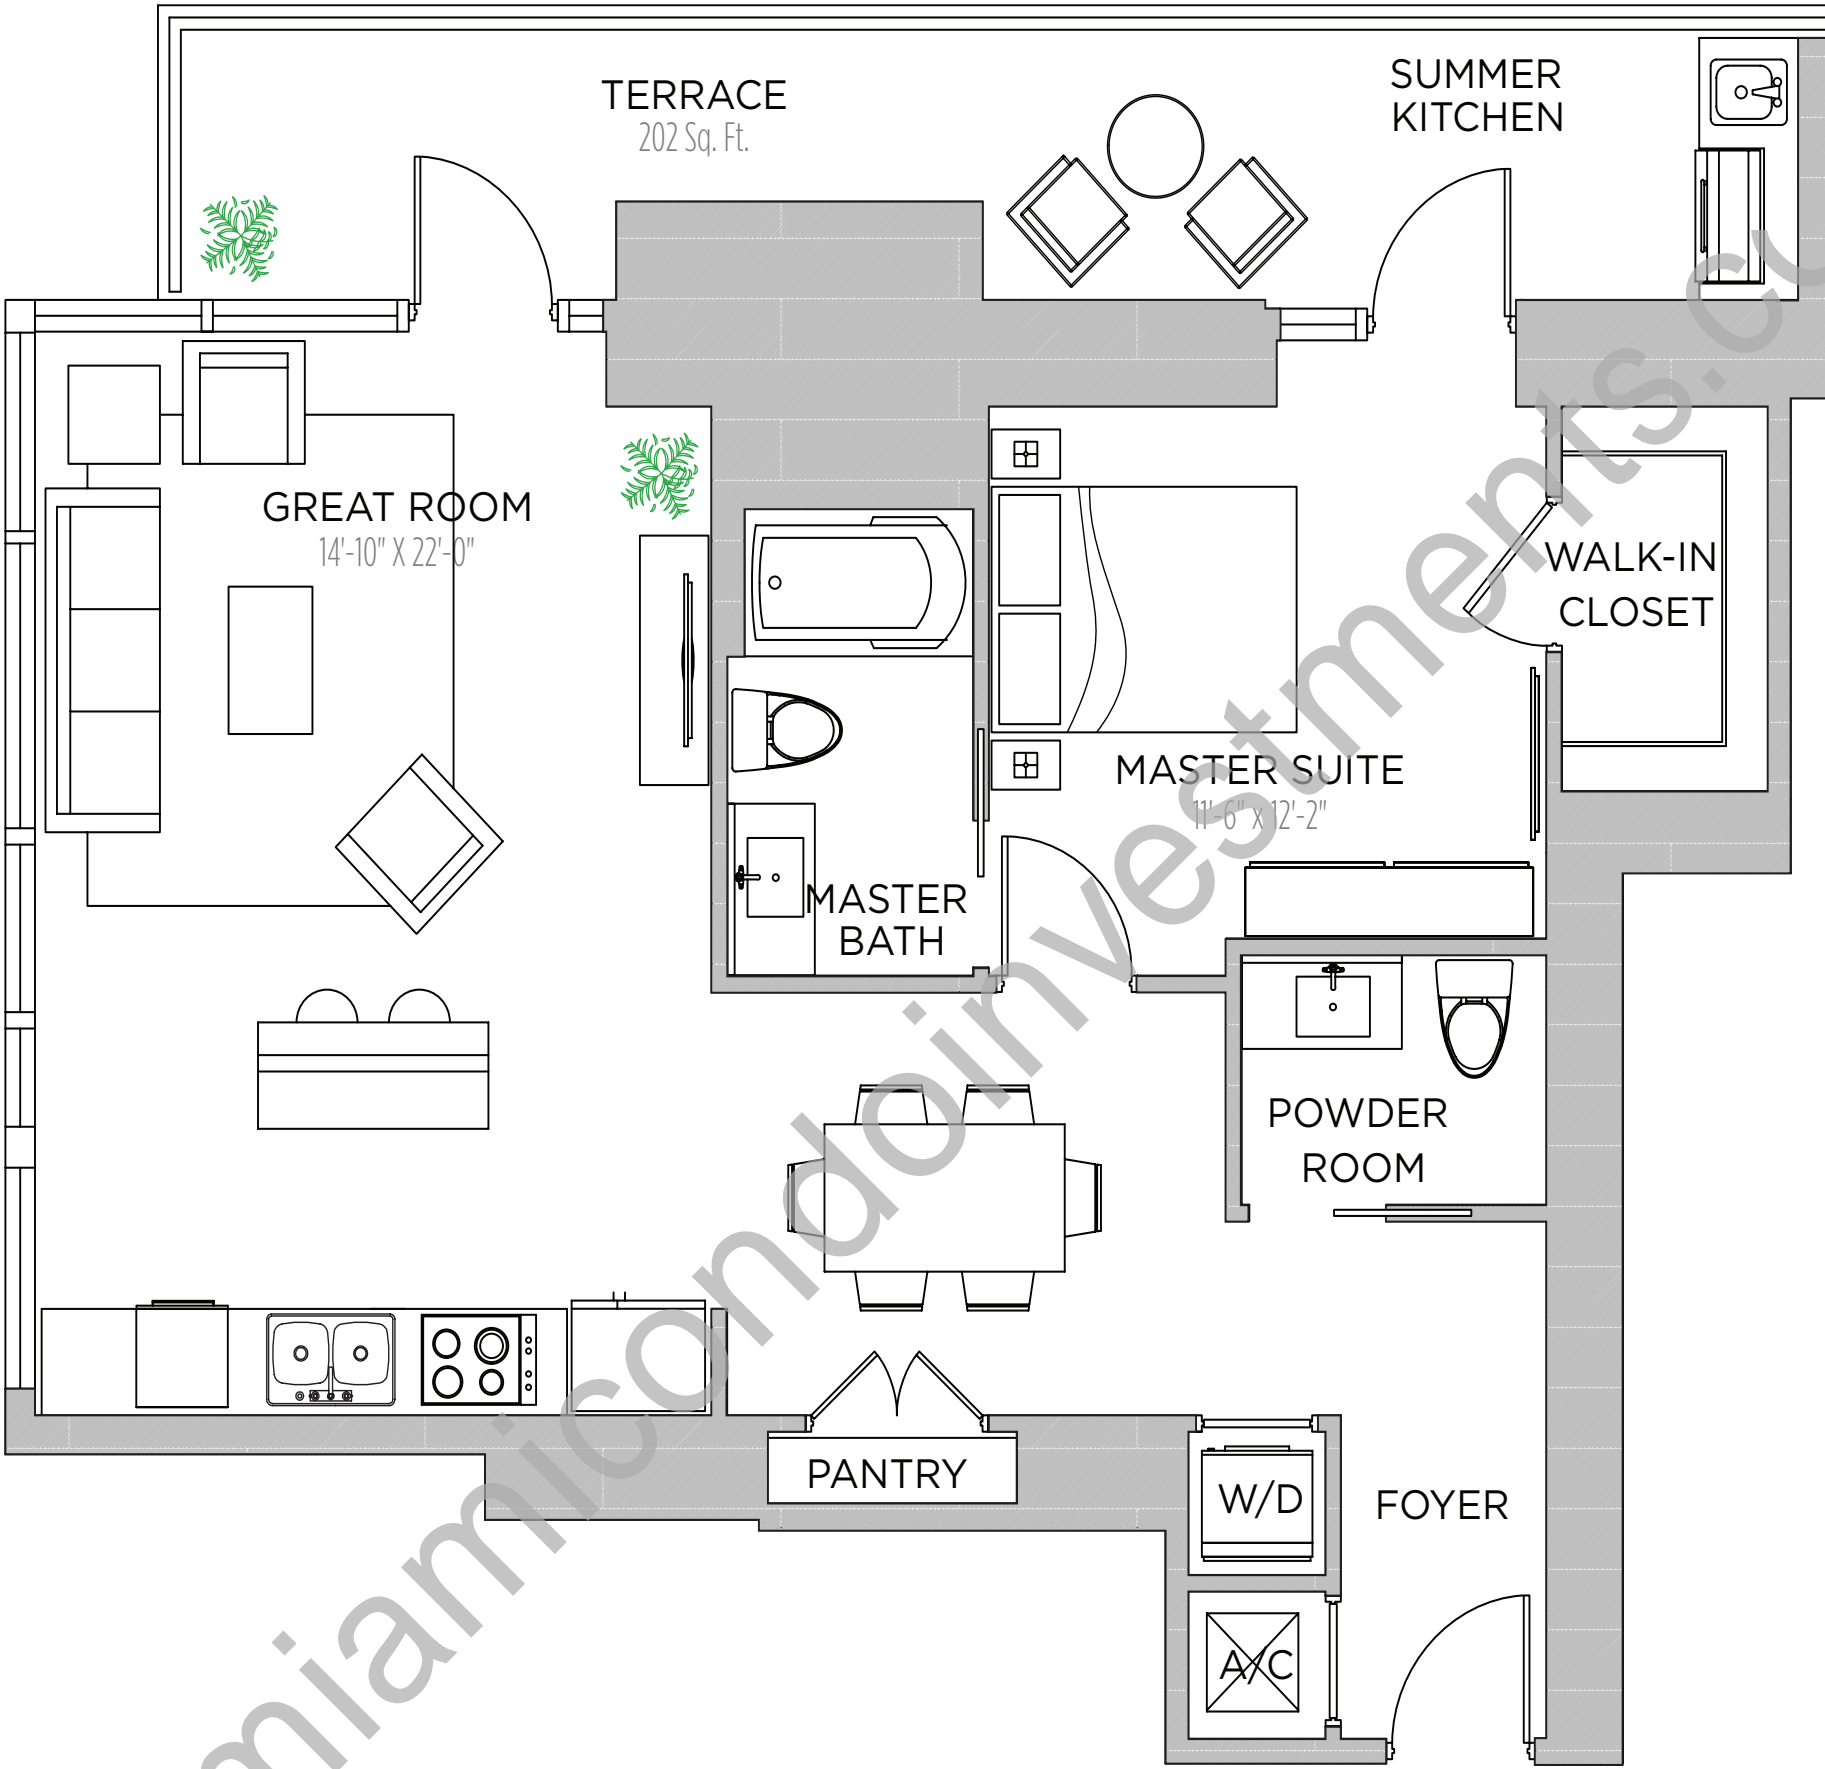 TERRACE
202 Sq. Ft.
SUMMER
KITCHEN
GREAT ROOM
14'-10" X 22'-0"
WALK-IN
CLOSET
MASTER SUITE
11'-6" x 12'-2"
MASTER
BATH
POWDER
ROOM
PANTRY
W/D
FOYER
A/C
miamicondoinvestments.co